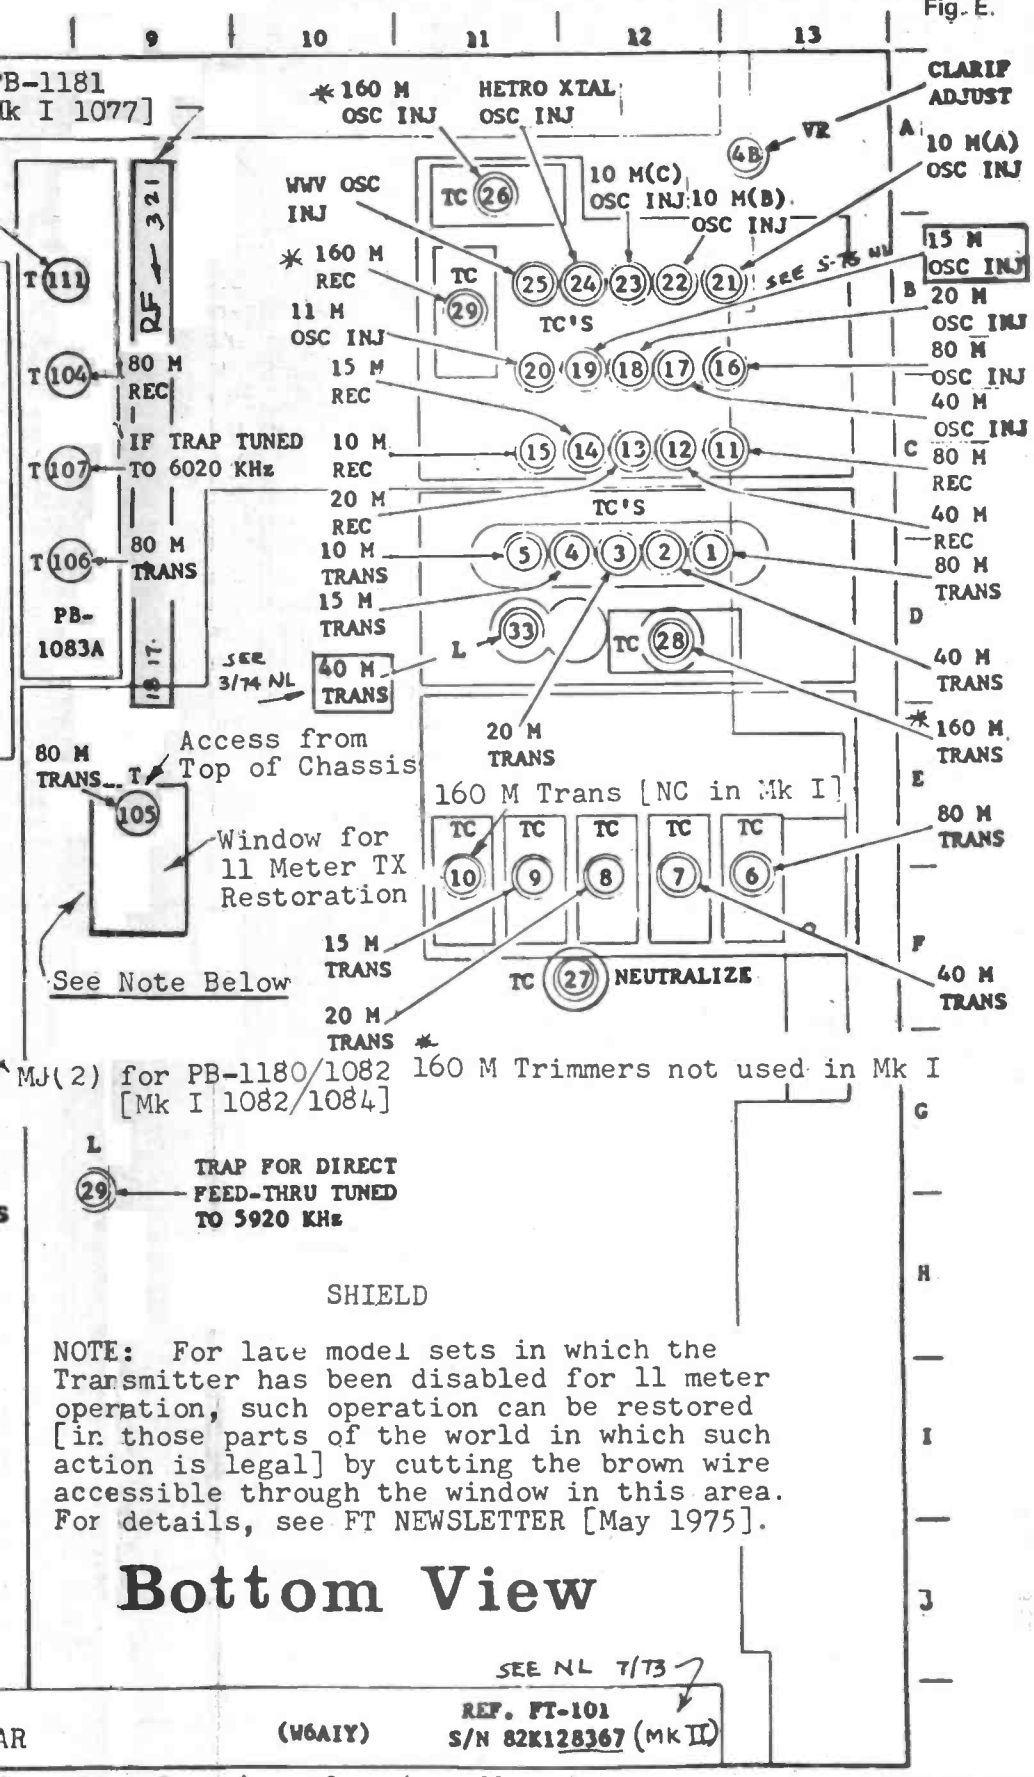 Fig. E.
9 10 11 12 13
PB-1181
Mk I 1077]
* 160 M
OSC INJ
HETRO XTAL
OSC INJ
CLARIF
ADJUST
VR
4B
A
10 M(A)
OSC INJ
TC 26
10 M(C)
OSC INJ
10 M(B)
OSC INJ
WWV OSC
INJ
RF ← 321
* 160 M
REC
TC
29
25 24 23 22 21
SEE 5-75 NL
15 M
OSC INJ
B
TC'S
T 111
11 M
OSC INJ
20 M
OSC INJ
T 104
80 M
REC
15 M
REC
20 19 18 17 16
80 M
OSC INJ
40 M
OSC INJ
T 107
IF TRAP TUNED
TO 6020 KHz
10 M
REC
15 14 13 12 11
C
80 M
REC
20 M
REC
TC'S
40 M
REC
T 106
80 M
TRANS
10 M
TRANS
5 4 3 2 1
80 M
TRANS
15 M
TRANS
PB-
1083A
18 17
D
L 33
TC 28
SEE
3/74 NL
40 M
TRANS
40 M
TRANS
20 M
TRANS
* 160 M
TRANS
80 M
TRANS
T
105
Access from
Top of Chassis
E
160 M Trans [NC in Mk I]
80 M
TRANS
TC TC TC TC TC
10 9 8 7 6
Window for
11 Meter TX
Restoration
15 M
TRANS
F
See Note Below
TC 27 NEUTRALIZE
40 M
TRANS
20 M
TRANS
*
MJ(2) for PB-1180/1082
[Mk I 1082/1084]
160 M Trimmers not used in Mk I
G
L
29
TRAP FOR DIRECT
FEED-THRU TUNED
TO 5920 KHz
S
H
SHIELD
NOTE: For late model sets in which the
Transmitter has been disabled for 11 meter
operation, such operation can be restored
[in those parts of the world in which such
action is legal] by cutting the brown wire
accessible through the window in this area.
For details, see FT NEWSLETTER [May 1975].
I
Bottom View
J
SEE NL 7/73
AR
(W6AIY)
REF. FT-101
S/N 82K128367 (MK II)